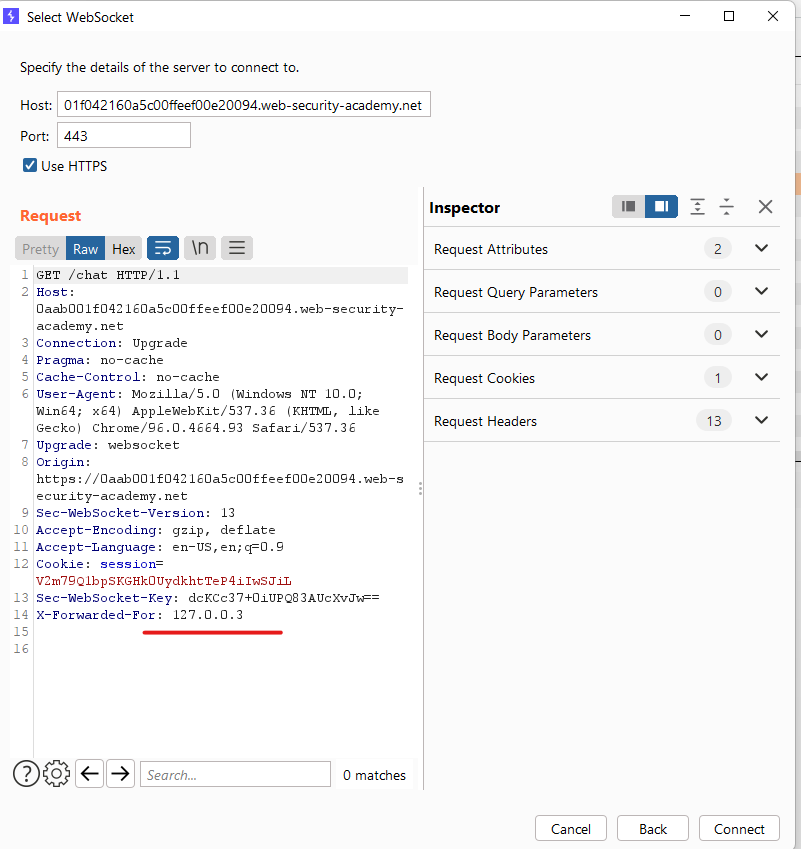 Select WebSocket
Specify the details of the server to connect to.
Host: 01f042160a5c00ffeef00e20094.web-security-academy.net
Port: 443
Use HTTPS
Request
Pretty Raw Hex \n
1 GET /chat HTTP/1.1
2 Host:
0aab001f042160a5c00ffeef00e20094.web-security-
academy.net
3 Connection: Upgrade
4 Pragma: no-cache
5 Cache-Control: no-cache
6 User-Agent: Mozilla/5.0 (Windows NT 10.0;
Win64; x64) AppleWebKit/537.36 (KHTML, like
Gecko) Chrome/96.0.4664.93 Safari/537.36
7 Upgrade: websocket
8 Origin:
https://0aab001f042160a5c00ffeef00e20094.web-s
ecurity-academy.net
9 Sec-WebSocket-Version: 13
10 Accept-Encoding: gzip, deflate
11 Accept-Language: en-US,en;q=0.9
12 Cookie: session=
V2m79Q1bpSKGHk0UydkhtTeP4iIwSJiL
13 Sec-WebSocket-Key: dcKCc37+0iUPQ83AUcXvJw==
14 X-Forwarded-For: 127.0.0.3
15
16
Search...
0 matches
Inspector
Request Attributes 2
Request Query Parameters 0
Request Body Parameters 0
Request Cookies 1
Request Headers 13
Cancel Back Connect